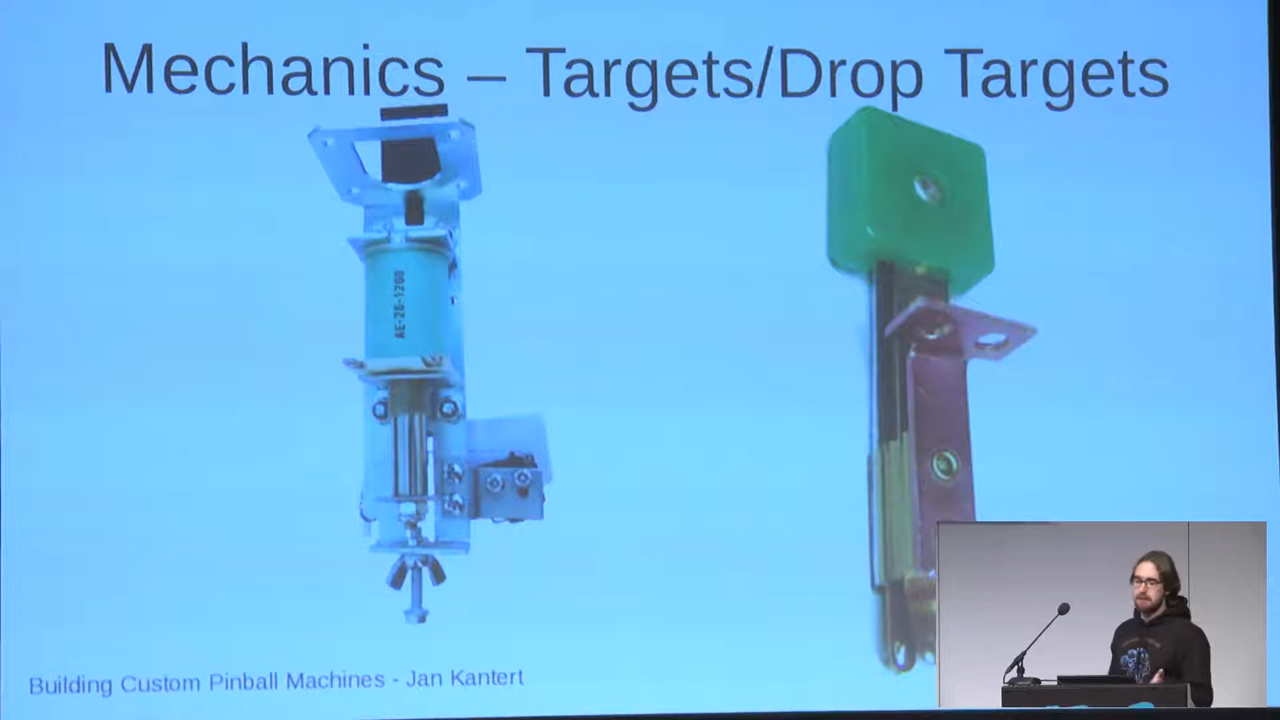 Mechanics – Targets/Drop Targets
AE-26-1200
Building Custom Pinball Machines - Jan Kantert